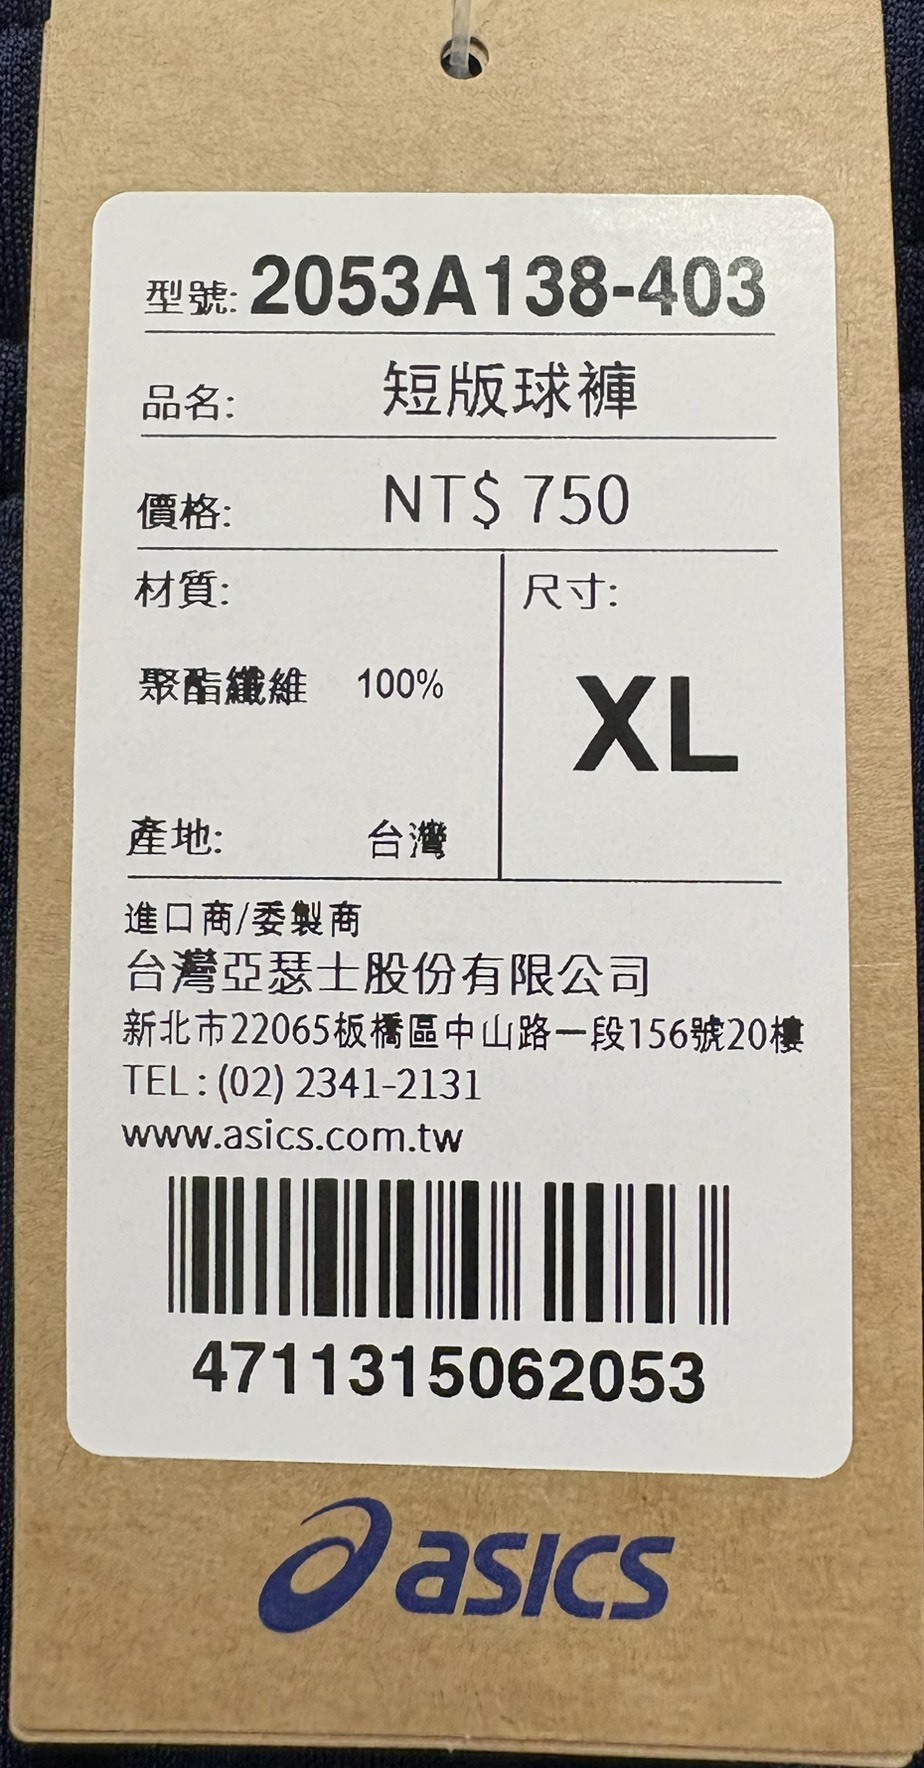 型號: 2053A138-403
品名: 短版球褲
價格: NT$ 750
材質:
聚酯纖維 100%
產地: 台灣
尺寸:
XL
進口商/委製商
台灣亞瑟士股份有限公司
新北市22065板橋區中山路一段156號20樓
TEL : (02) 2341-2131
www.asics.com.tw
4711315062053
asics